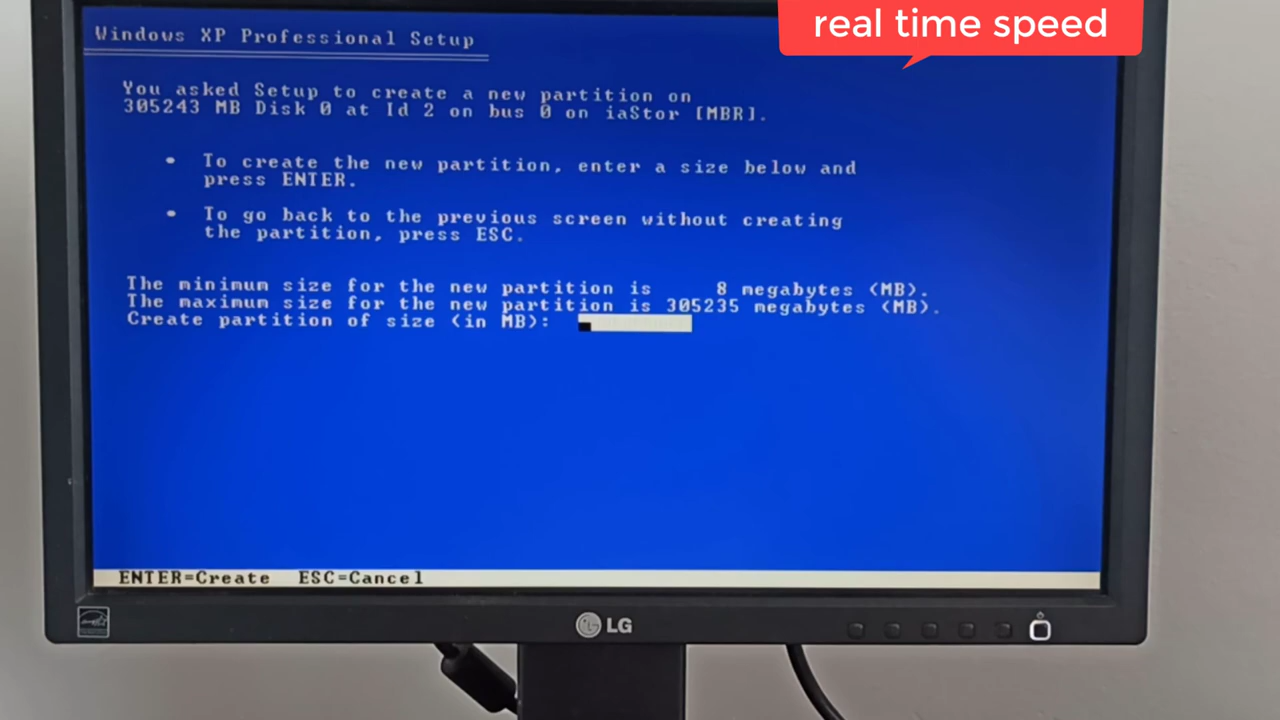 real time speed
Windows XP Professional Setup
You asked Setup to create a new partition on
305243 MB Disk 0 at Id 2 on bus 0 on iaStor [MBR].
• To create the new partition, enter a size below and
press ENTER.
• To go back to the previous screen without creating
the partition, press ESC.
The minimum size for the new partition is 8 megabytes (MB).
The maximum size for the new partition is 305235 megabytes (MB).
Create partition of size (in MB):
ENTER=Create ESC=Cancel
LG